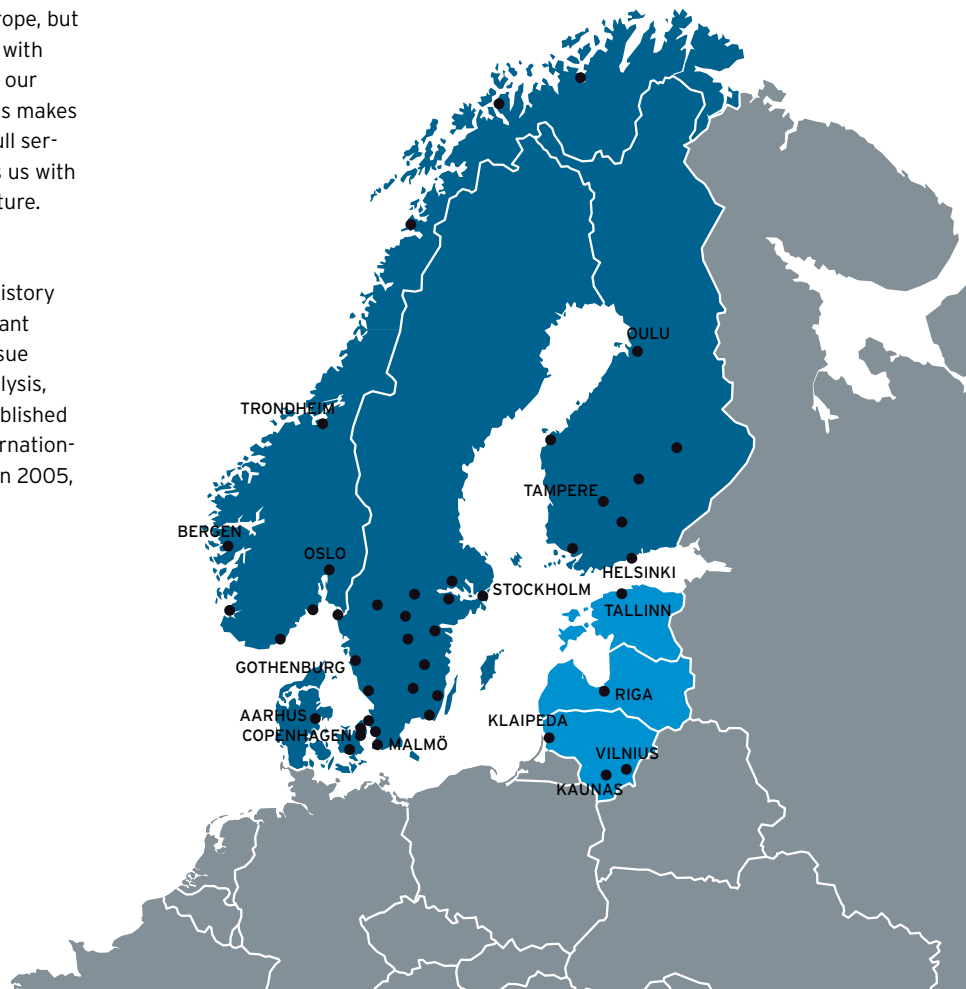 rope, but
with
our
s makes
ull ser-
s us with
ture.
istory
ant
sue
lysis,
blished
rnation-
n 2005,
OULU
TRONDHEIM
TAMPERE
BERGEN
OSLO
HELSINKI
STOCKHOLM
TALLINN
GOTHENBURG
RIGA
AARHUS
KLAIPEDA
COPENHAGEN
MALMÖ
VILNIUS
KAUNAS